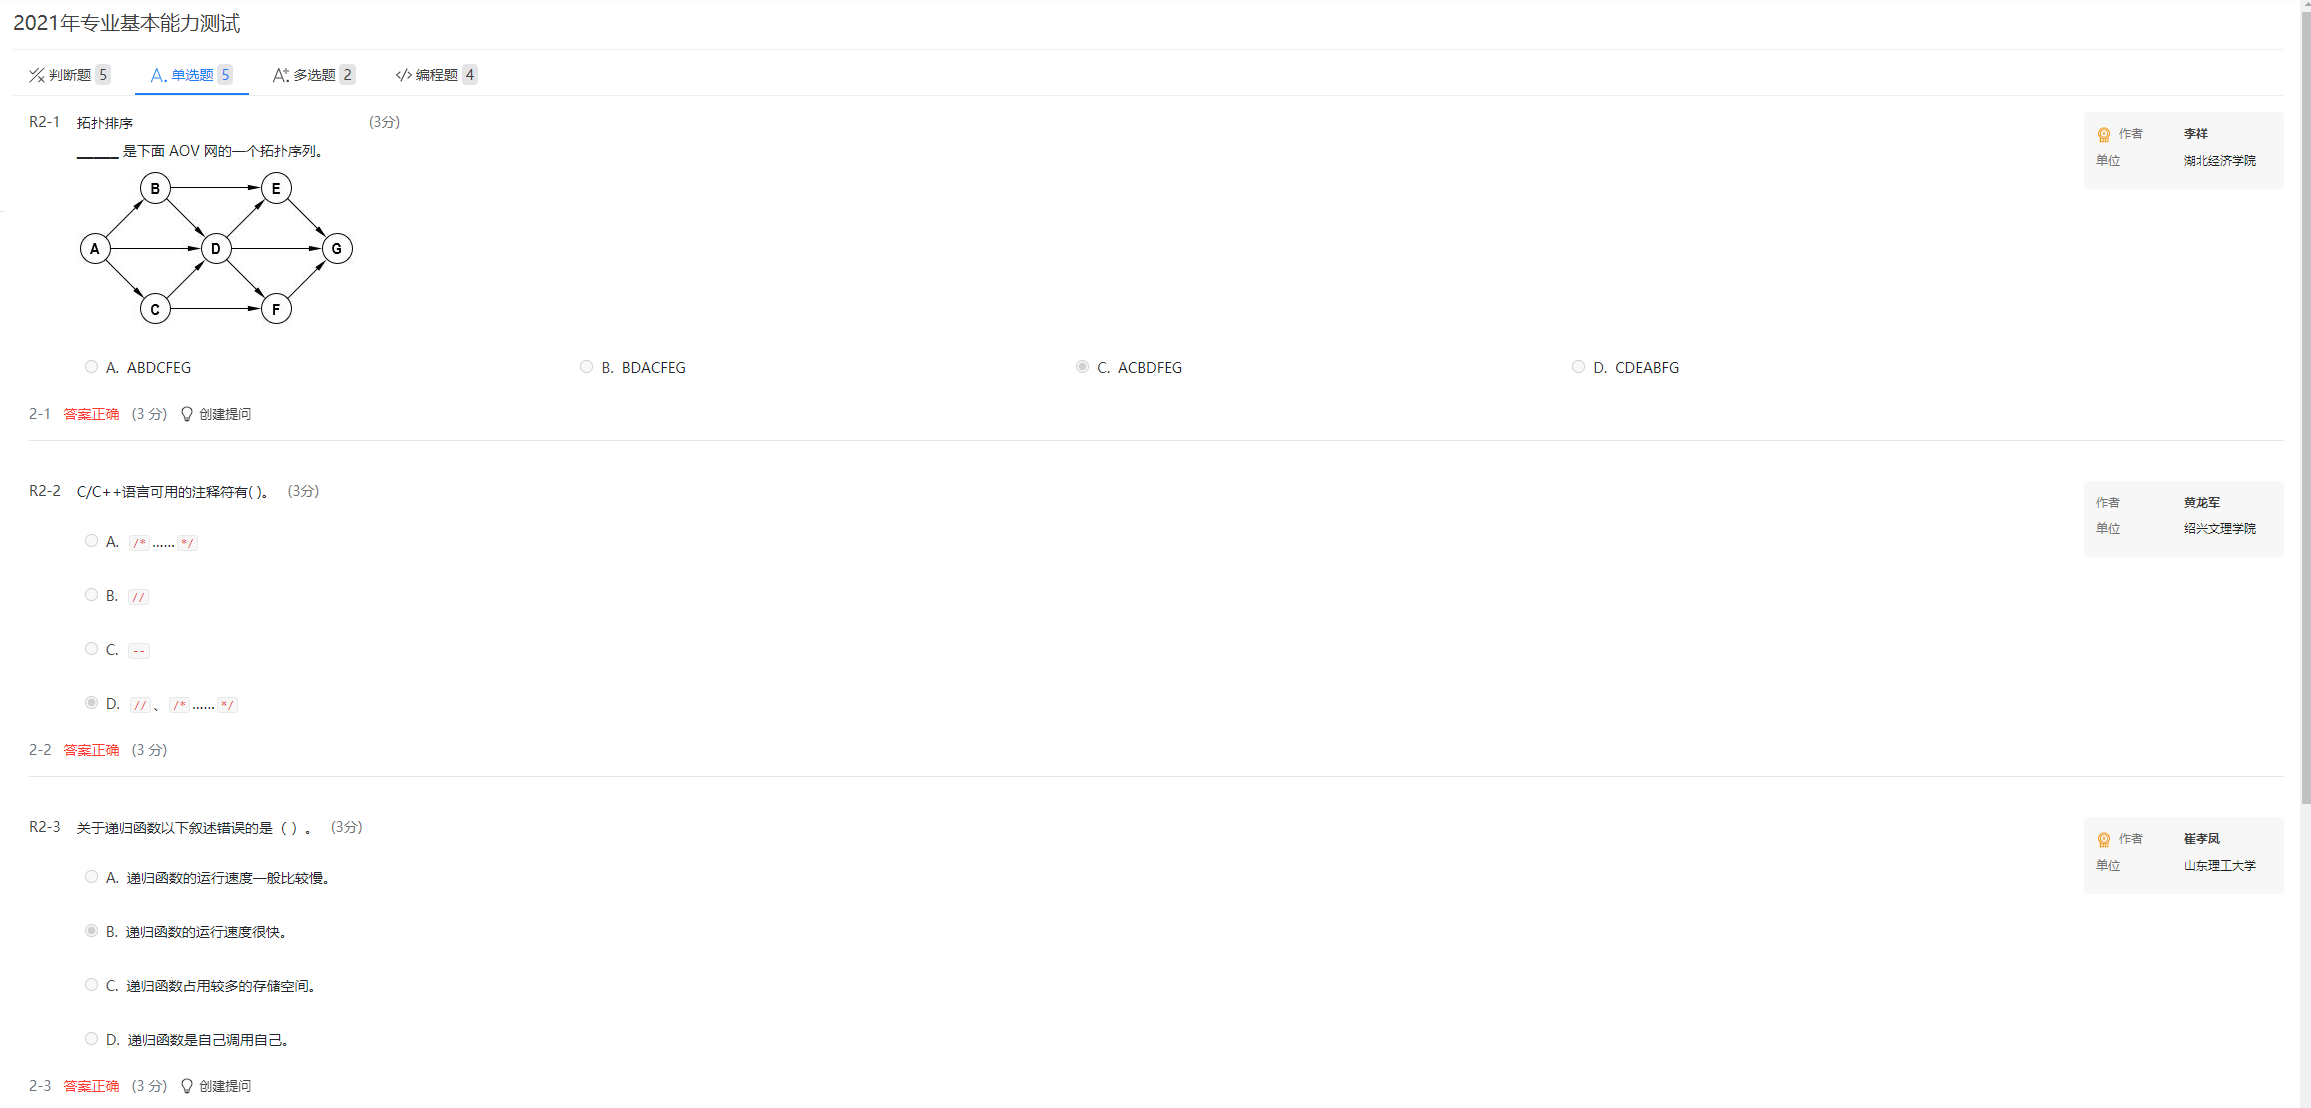 2021年专业基本能力测试
判断题 5 A. 单选题 5 多选题 2 </> 编程题 4
R2-1 拓扑排序 (3分)
______ 是下面 AOV 网的一个拓扑序列。
B E
A D G
C F
A. ABDCFEG B. BDACFEG C. ACBDFEG D. CDEABFG
2-1 答案正确 (3 分) 创建提问
作者 李祥
单位 湖北经济学院
R2-2 C/C++语言可用的注释符有( )。 (3分)
A. /* ...... */
B. //
C. --
D. // 、 /* ...... */
2-2 答案正确 (3 分)
作者 黄龙军
单位 绍兴文理学院
R2-3 关于递归函数以下叙述错误的是（ ）。 (3分)
A. 递归函数的运行速度一般比较慢。
B. 递归函数的运行速度很快。
C. 递归函数占用较多的存储空间。
D. 递归函数是自己调用自己。
2-3 答案正确 (3 分) 创建提问
作者 崔孝凤
单位 山东理工大学